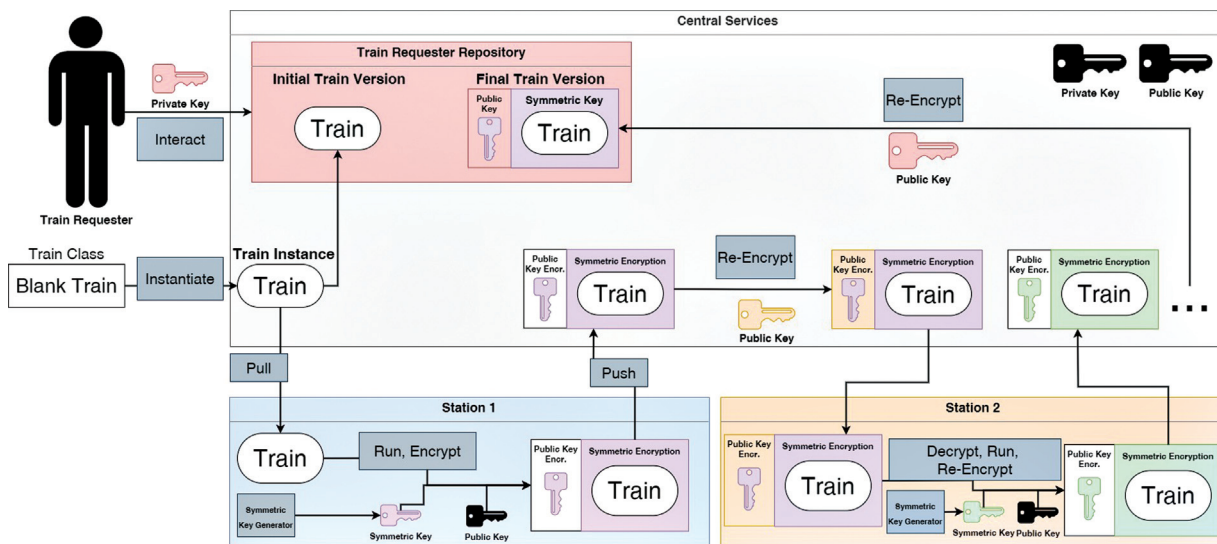 Central Services
Train Requester Repository
Initial Train Version
Final Train Version
Private Key
Interact
Train
Public
Key
Symmetric Key
Train
Re-Encrypt
Public Key
Private Key
Public Key
Train Requester
Train Class
Blank Train
Instantiate
Train Instance
Train
Public
Key Encr.
Symmetric Encryption
Train
Re-Encrypt
Public Key
Public
Key Encr.
Symmetric Encryption
Train
Public
Key Encr.
Symmetric Encryption
Train
...
Pull
Push
Station 1
Train
Run, Encrypt
Symmetric
Key Generator
Symmetric Key
Public Key
Public Key
Encr.
Symmetric Encryption
Train
Station 2
Public Key
Encr.
Symmetric Encryption
Train
Decrypt, Run,
Re-Encrypt
Symmetric
Key Generator
Symmetric Key
Public Key
Public Key
Encr.
Symmetric Encryption
Train